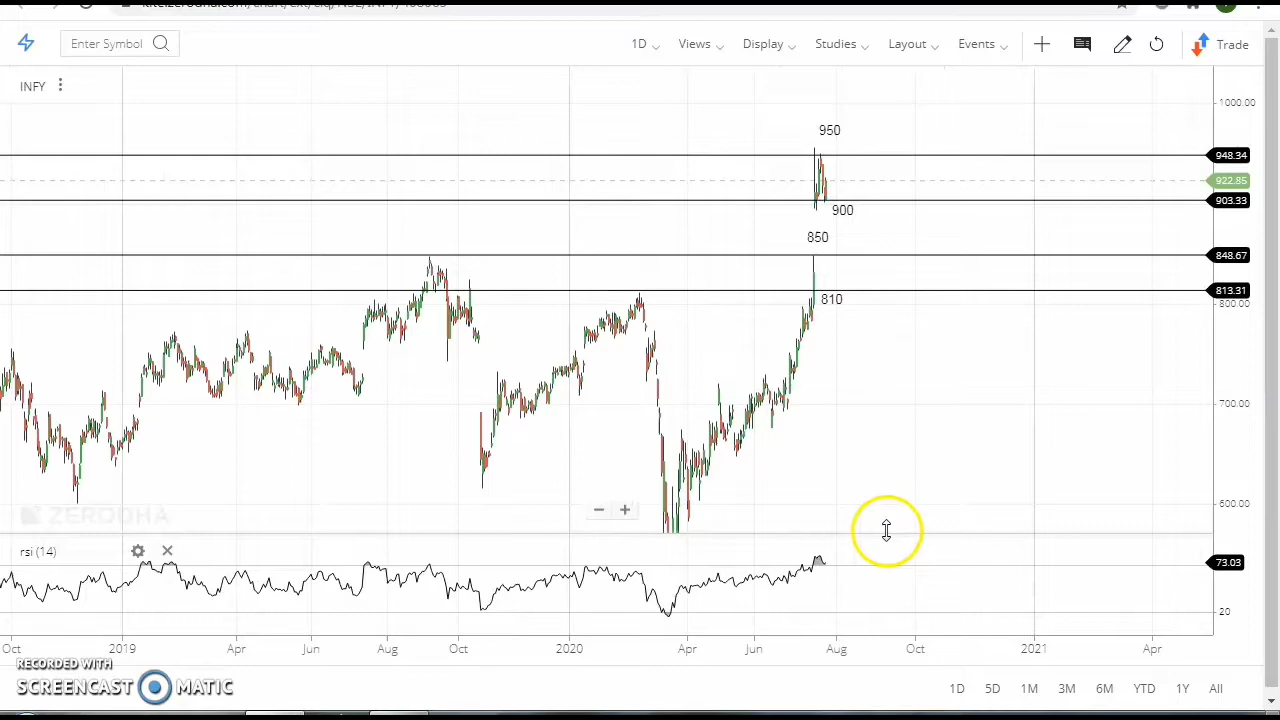 Enter Symbol
1D Views Display Studies Layout Events Trade
INFY
1000.00
950
948.34
922.85
903.33
900
850
848.67
813.31
810
800.00
700.00
600.00
ZERODHA
rsi (14)
73.03
20
Oct 2019 Apr Jun Aug Oct 2020 Apr Jun Aug Oct 2021 Apr
RECORDED WITH
SCREENCAST MATIC
1D 5D 1M 3M 6M YTD 1Y All